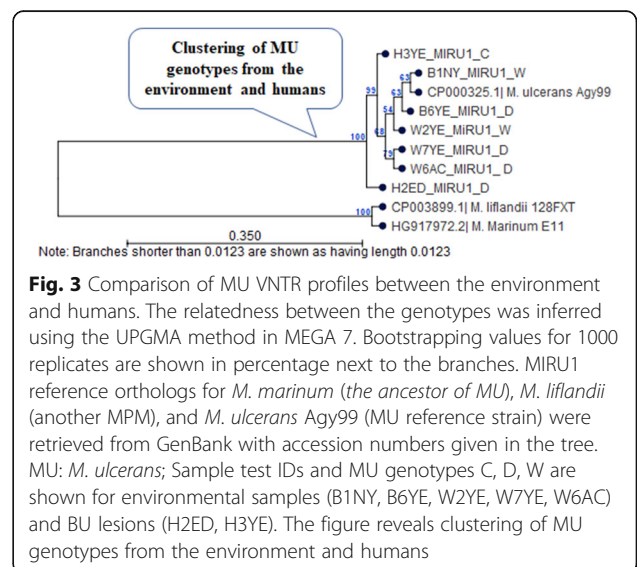 Clustering of MU
genotypes from the
environment and humans
H3YE_MIRU1_C
63
B1NY_MIRU1_W
99
63
CP000325.1| M. ulcerans Agy99
54
B6YE_MIRU1_D
68
W2YE_MiRU1_W
100
W7YE_MIRU1_D
75
W6AC_MIRU1_ D
H2ED_MIRU1_D
CP003899.1| M. liflandii 128FXT
100
HG917972.2| M. Marinum E11
0.350
Note: Branches shorter than 0.0123 are shown as having length 0.0123
Fig. 3 Comparison of MU VNTR profiles between the environment
and humans. The relatedness between the genotypes was inferred
using the UPGMA method in MEGA 7. Bootstrapping values for 1000
replicates are shown in percentage next to the branches. MIRU1
reference orthologs for M. marinum (the ancestor of MU), M. liflandii
(another MPM), and M. ulcerans Agy99 (MU reference strain) were
retrieved from GenBank with accession numbers given in the tree.
MU: M. ulcerans; Sample test IDs and MU genotypes C, D, W are
shown for environmental samples (B1NY, B6YE, W2YE, W7YE, W6AC)
and BU lesions (H2ED, H3YE). The figure reveals clustering of MU
genotypes from the environment and humans